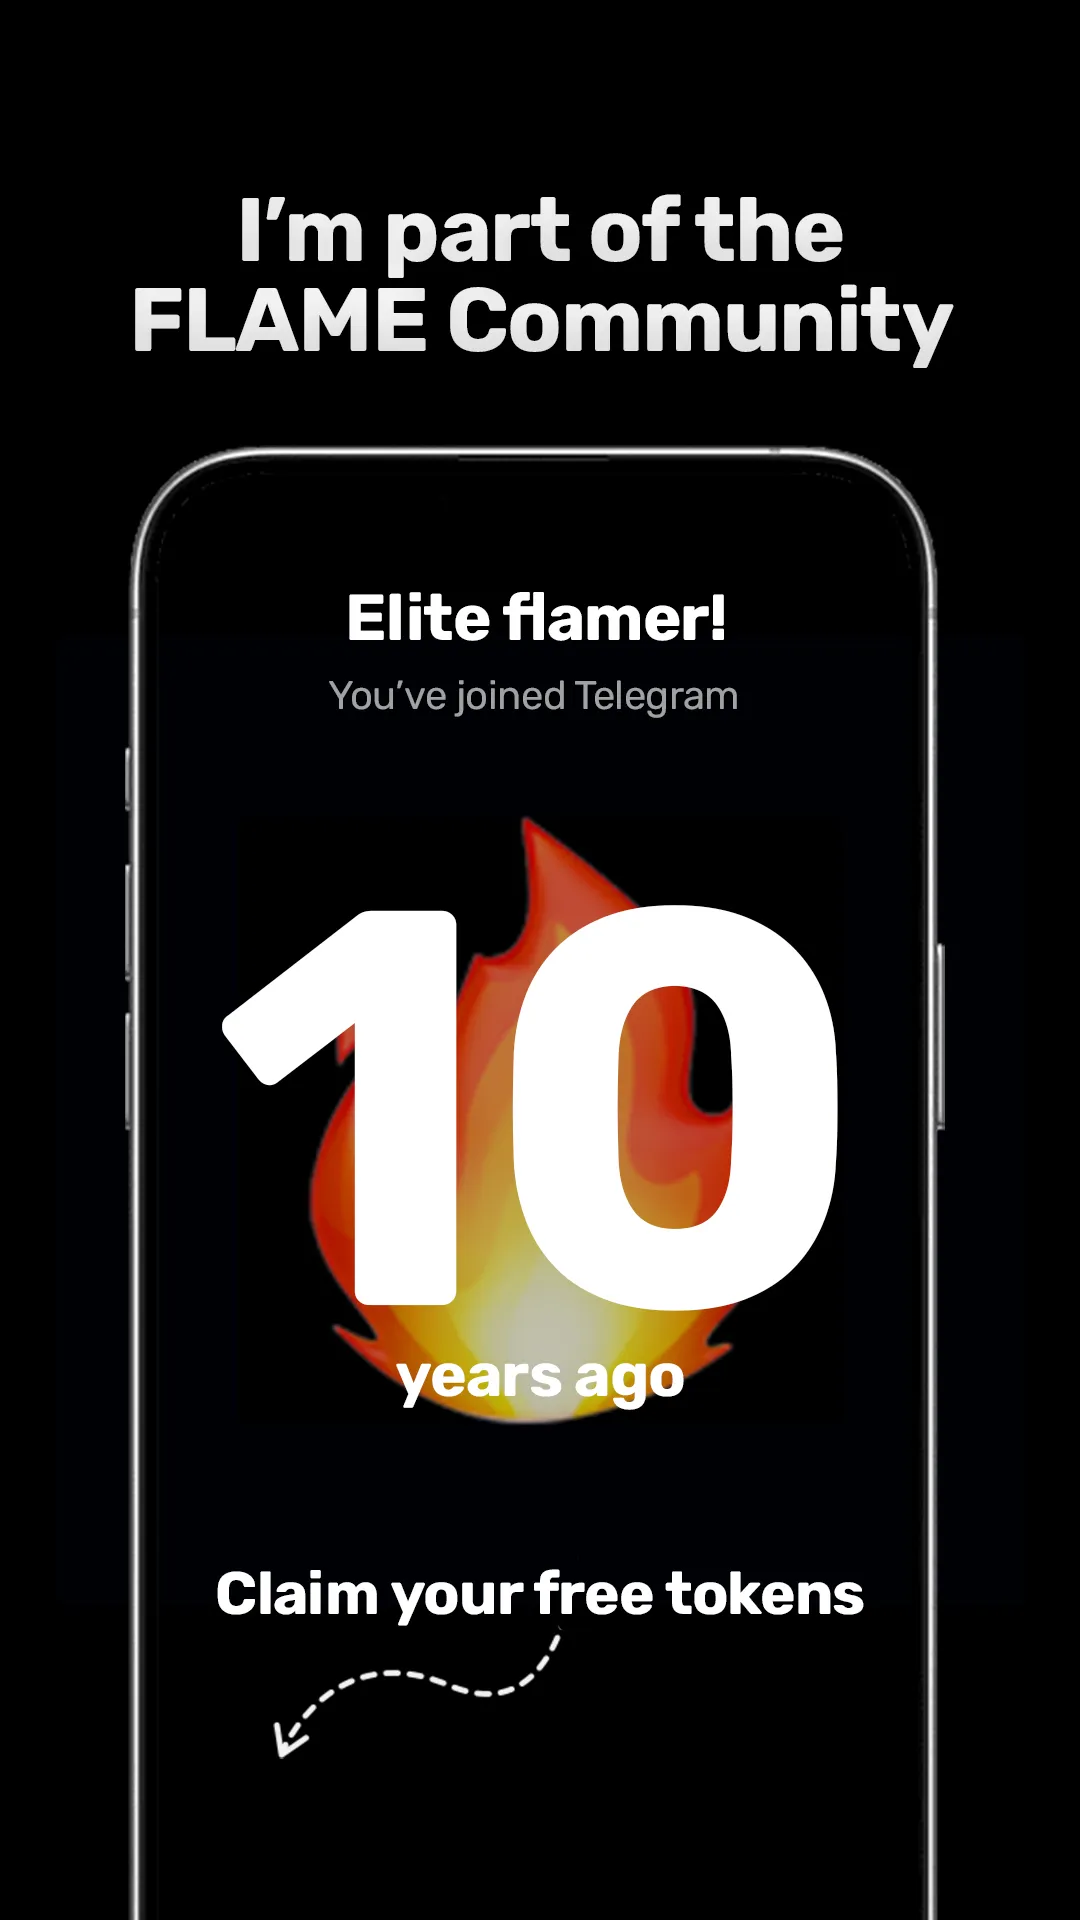 I’m part of the
FLAME Community
Elite flamer!
You’ve joined Telegram
10
years ago
Claim your free tokens